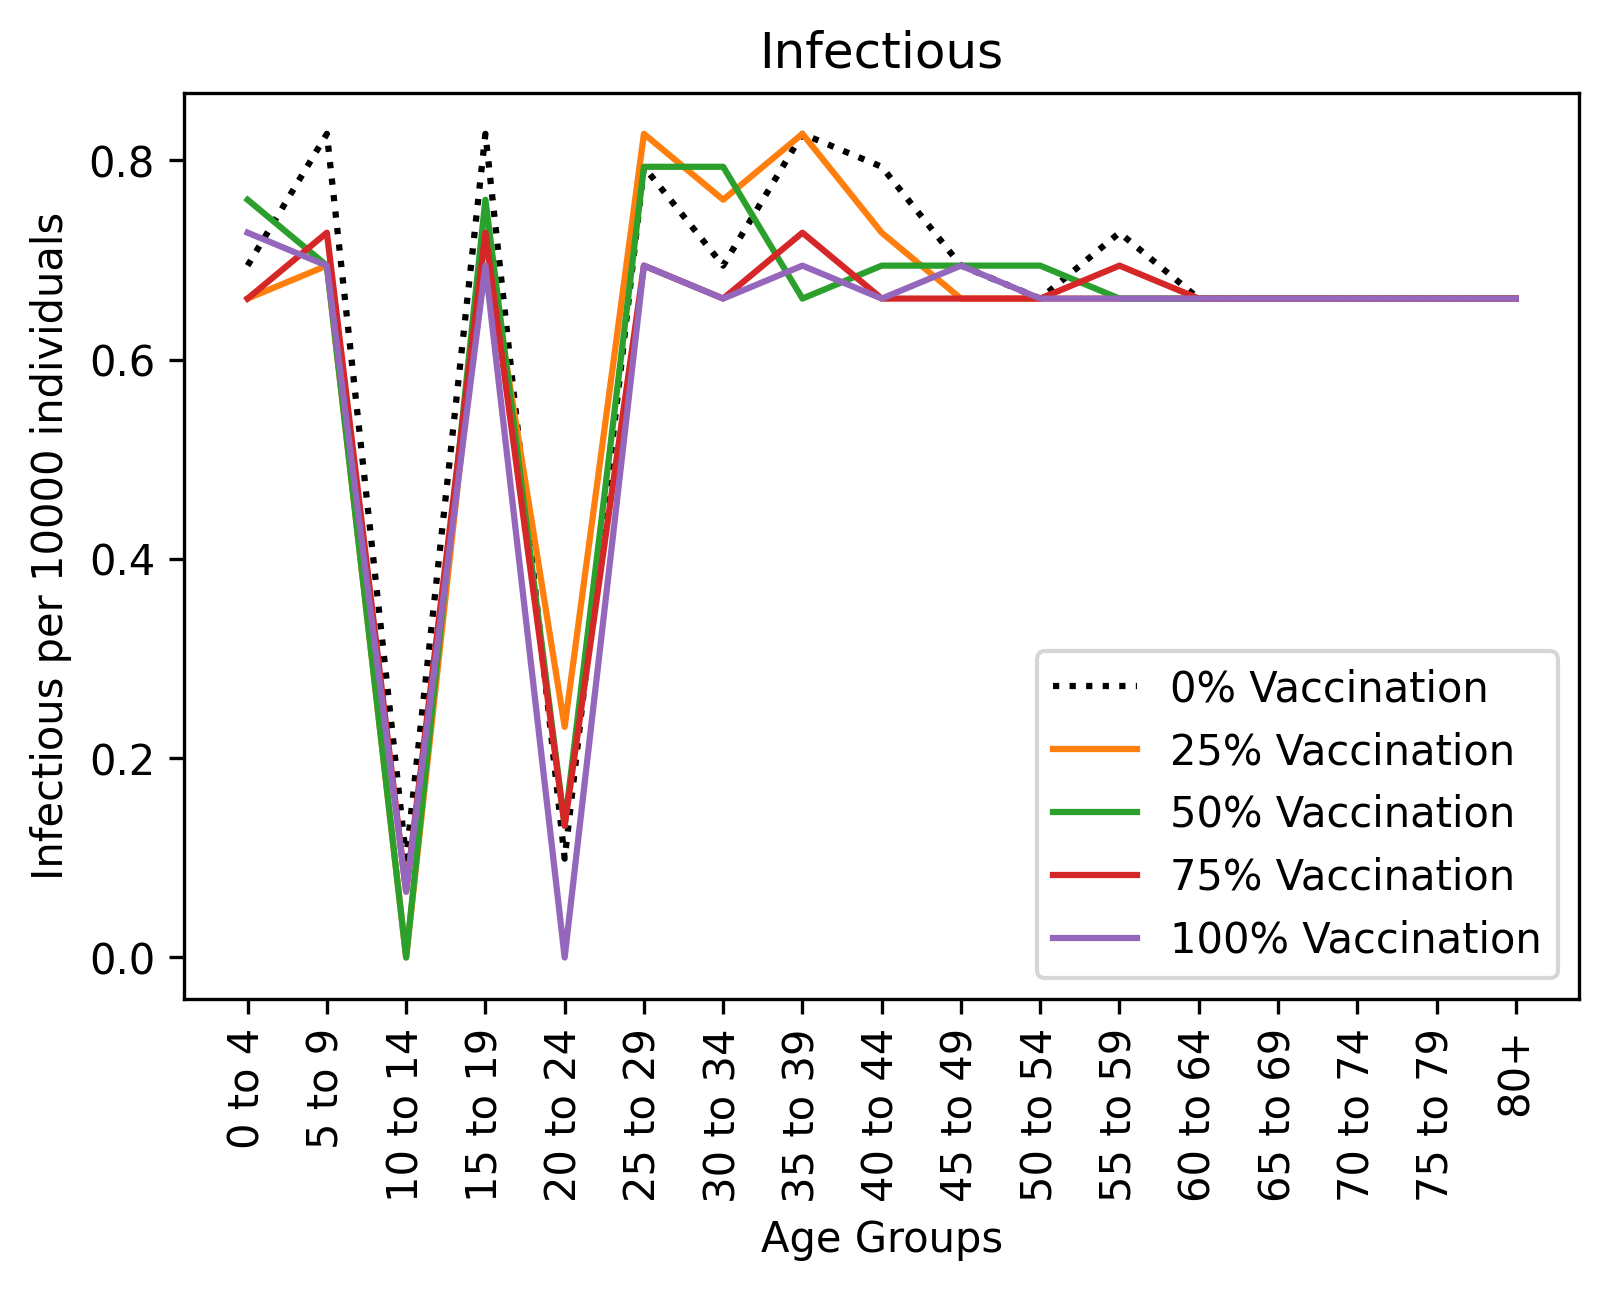 Infectious
Infectious per 10000 individuals
0.8
0.6
0.4
0.2
0.0
0% Vaccination
25% Vaccination
50% Vaccination
75% Vaccination
100% Vaccination
0 to 4
5 to 9
10 to 14
15 to 19
20 to 24
25 to 29
30 to 34
35 to 39
40 to 44
45 to 49
50 to 54
55 to 59
60 to 64
65 to 69
70 to 74
75 to 79
80+
Age Groups